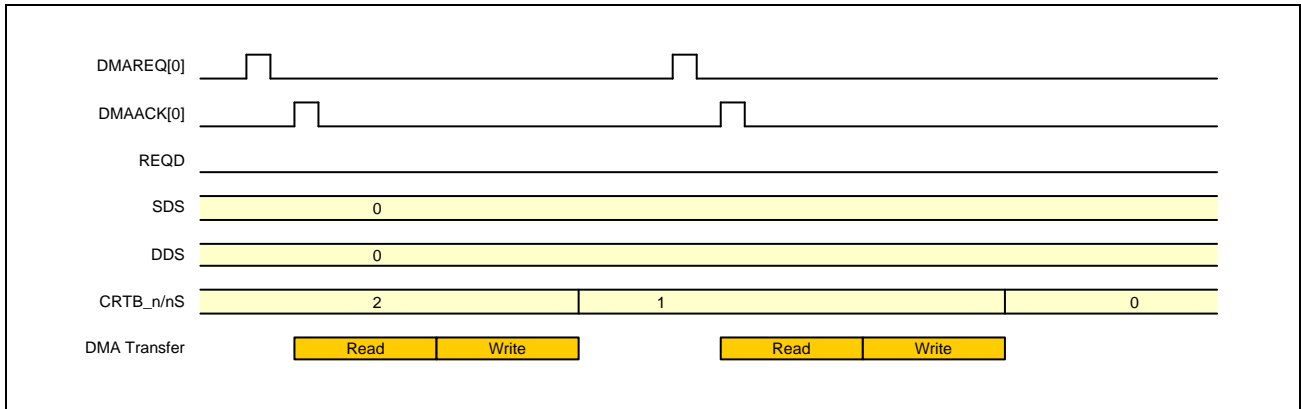 DMAREQ[0]
DMAACK[0]
REQD
SDS 0
DDS 0
CRTB_n/nS 2 1 0
DMA Transfer Read Write Read Write